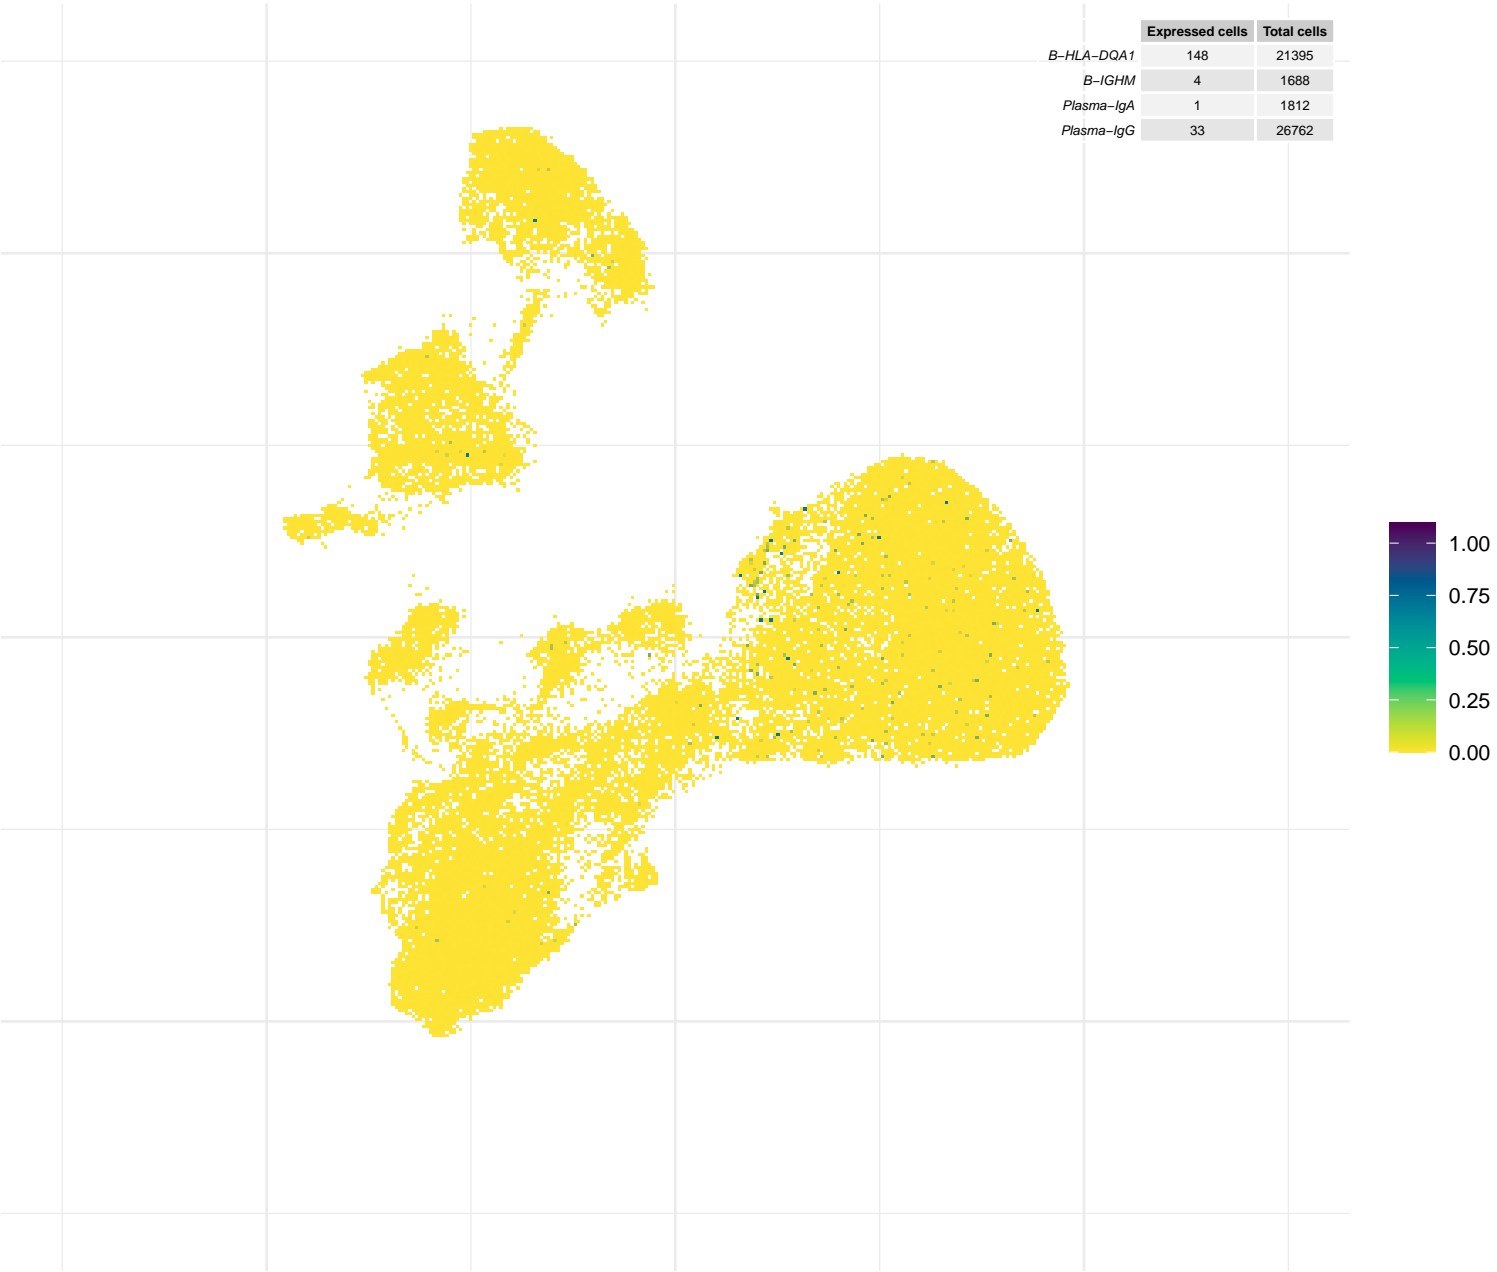 Expressed cells Total cells
B−HLA−DQA1 148 21395
B−IGHM 4 1688
Plasma−IgA 1 1812
Plasma−IgG 33 26762
1.00
0.75
0.50
0.25
0.00